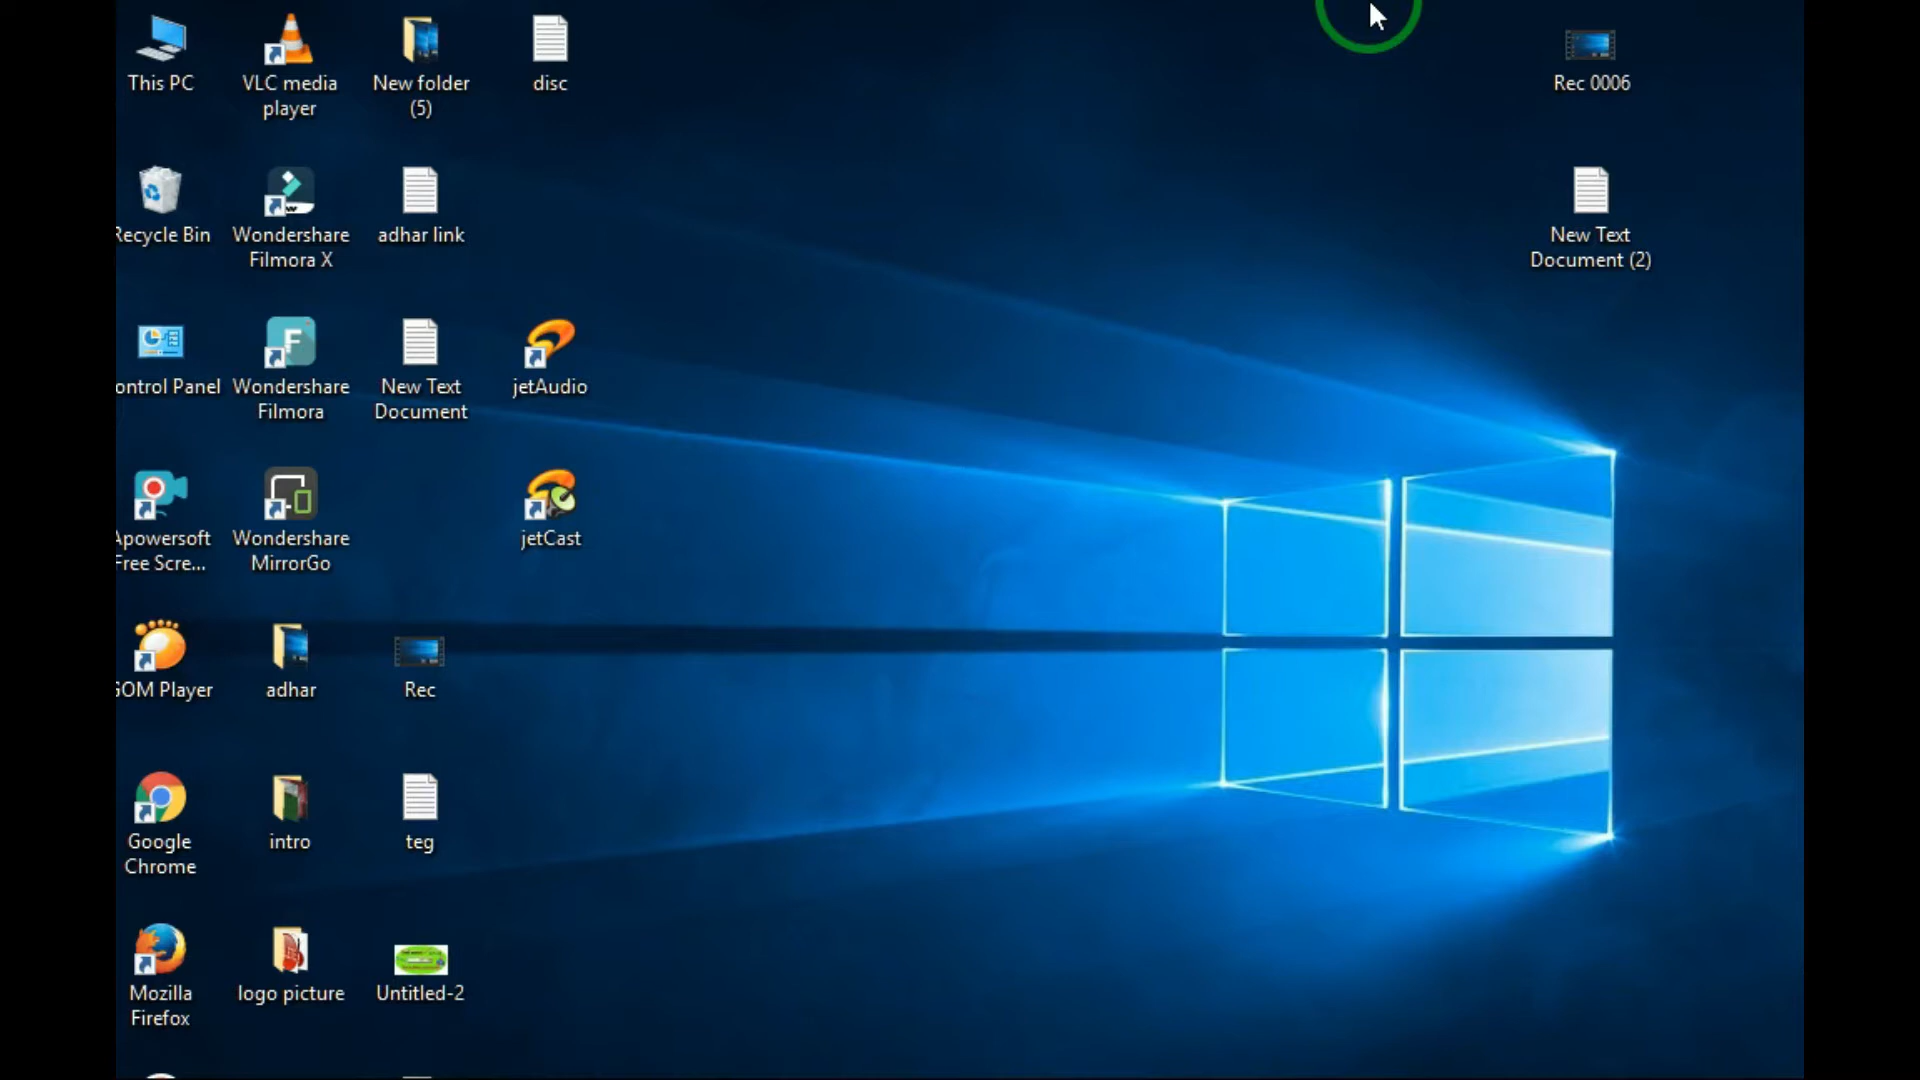 This PC
VLC media
player
New folder
(5)
disc
Rec 0006
Recycle Bin
Wondershare
Filmora X
adhar link
New Text
Document (2)
ontrol Panel
Wondershare
Filmora
New Text
Document
jetAudio
Apowersoft
Free Scre...
Wondershare
MirrorGo
jetCast
GOM Player
adhar
Rec
Google
Chrome
intro
teg
Mozilla
Firefox
logo picture
Untitled-2